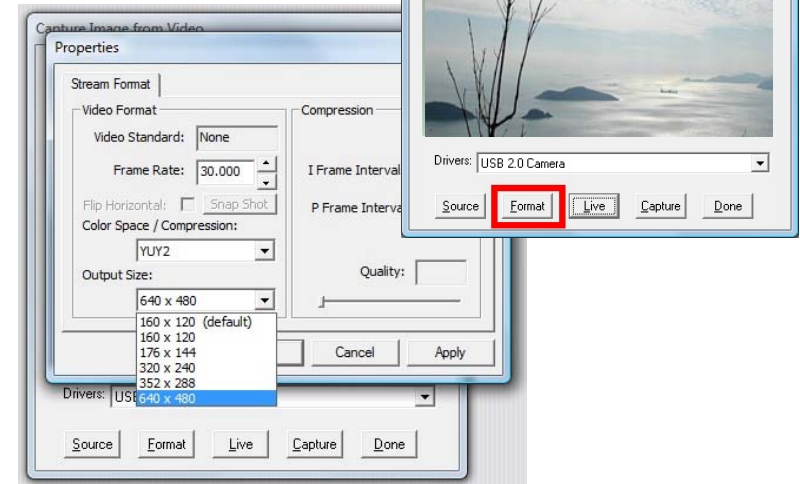 Capture Image from Video
Properties
Stream Format
Video Format
Video Standard: None
Frame Rate: 30.000
Flip Horizontal: Snap Shot
Color Space / Compression:
YUY2
Output Size:
640 x 480
160 x 120 (default)
160 x 120
176 x 144
320 x 240
352 x 288
640 x 480
Compression
I Frame Interval
P Frame Interva
Quality:
Cancel Apply
Drivers: USB
Source Format Live Capture Done
Drivers: USB 2.0 Camera
Source Format Live Capture Done